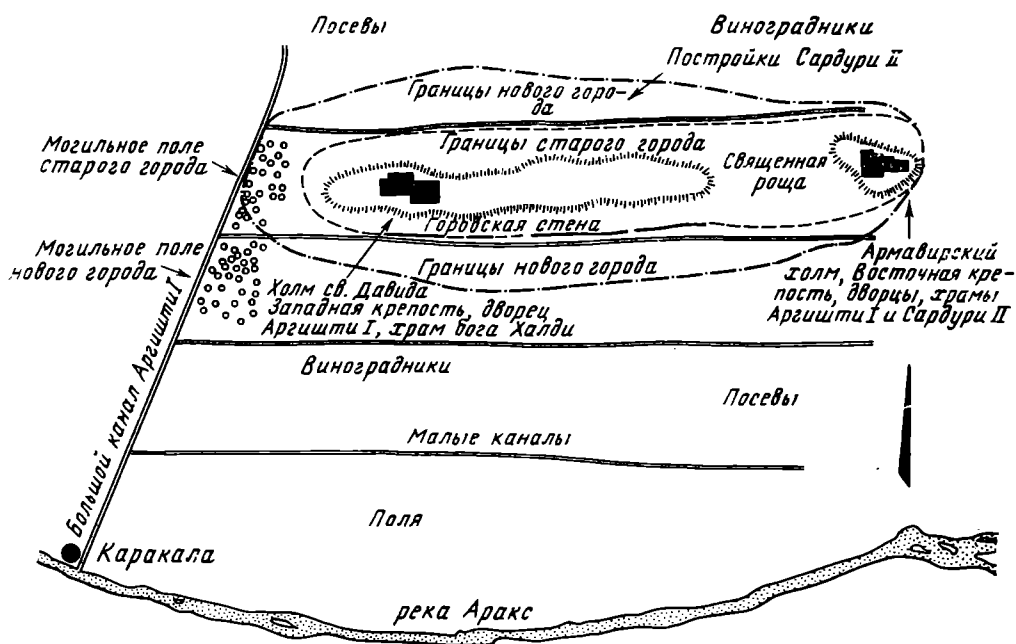 Посевы
Виноградники
Постройки Сардури II
Границы нового горо-
да
Могильное поле
старого города
Границы старого города
Священная
роща
Горовская стена
Могильное поле
нового города
Границы нового города
Армавирский
холм, Восточная кре-
пость, дворцы, храмы
Аргишти I и Сардури II
Холм св. Давида
Западная крепость, дворец
Аргишти I, храм бога Халди
Большой канал Аргишти I
Виноградники
Посевы
Малые каналы
Поля
Каракала
река Аракс